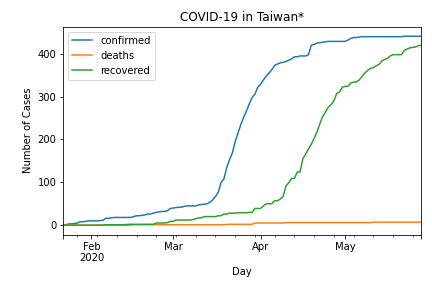 COVID-19 in Taiwan*
confirmed
deaths
recovered
Number of Cases
400
300
200
100
0
Feb
2020
Mar
Apr
May
Day